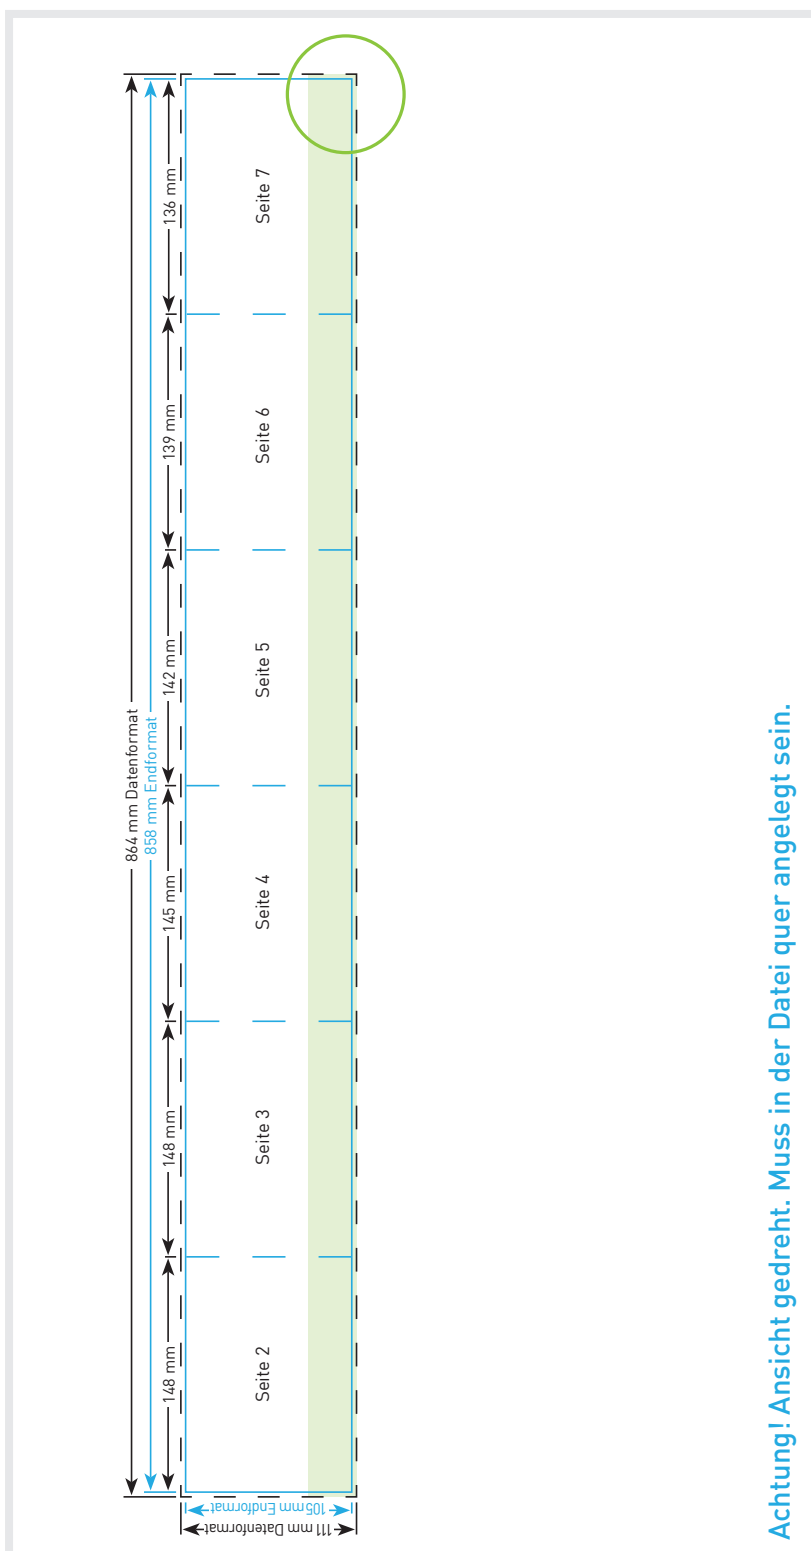 864 mm Datenformat
858 mm Endformat
148 mm
148 mm
145 mm
142 mm
139 mm
136 mm
Seite 2
Seite 3
Seite 4
Seite 5
Seite 6
Seite 7
105 mm Endformat
111 mm Datenformat
Achtung! Ansicht gedreht. Muss in der Datei quer angelegt sein.